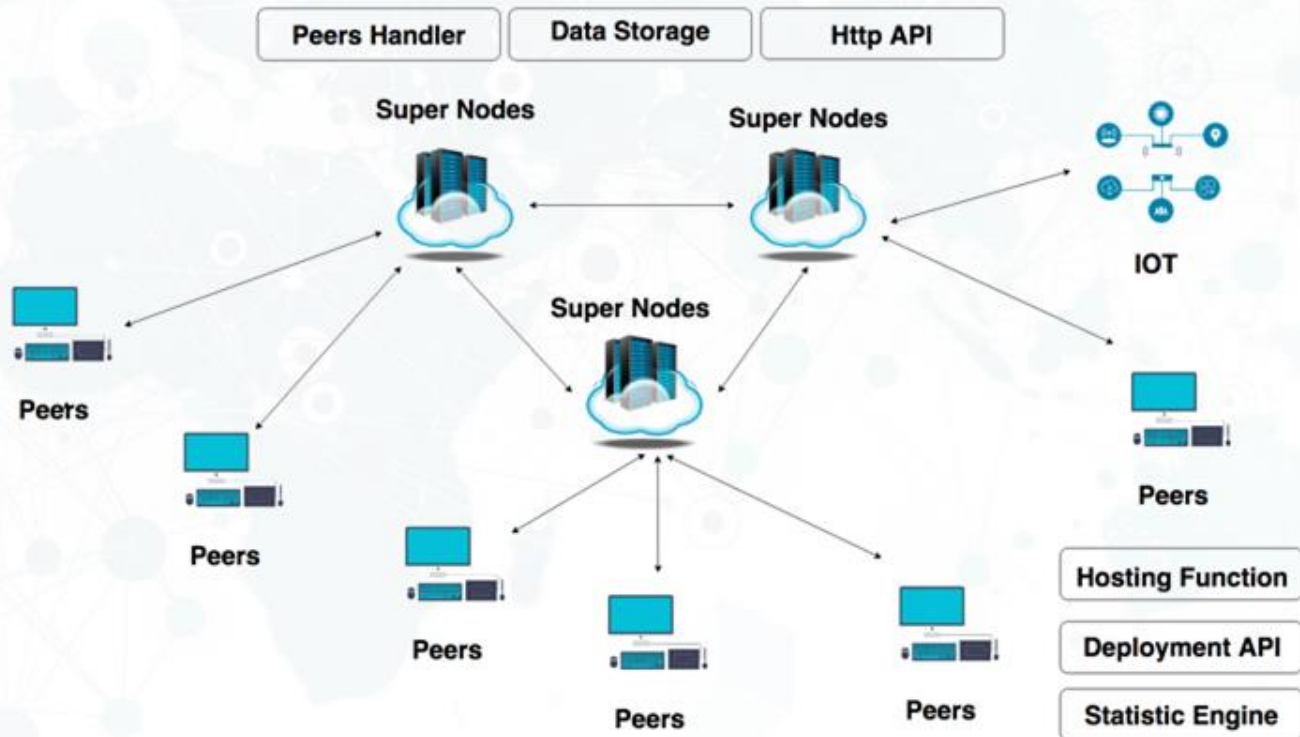 Peers Handler
Data Storage
Http API
Super Nodes
Super Nodes
IOT
Super Nodes
Peers
Peers
Peers
Peers
Peers
Peers
Hosting Function
Deployment API
Statistic Engine